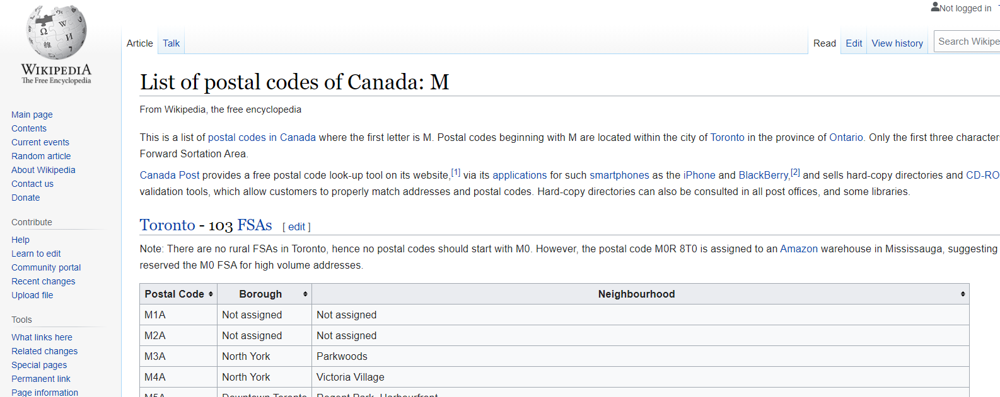 WIKIPEDIA
The Free Encyclopedia
Main page
Contents
Current events
Random article
About Wikipedia
Contact us
Donate
Contribute
Help
Learn to edit
Community portal
Recent changes
Upload file
Tools
What links here
Related changes
Special pages
Permanent link
Page information
Not logged in
Article Talk
Read Edit View history Search Wikipe
List of postal codes of Canada: M
From Wikipedia, the free encyclopedia
This is a list of postal codes in Canada where the first letter is M. Postal codes beginning with M are located within the city of Toronto in the province of Ontario. Only the first three character
Forward Sortation Area.
Canada Post provides a free postal code look-up tool on its website,[1] via its applications for such smartphones as the iPhone and BlackBerry,[2] and sells hard-copy directories and CD-RO
validation tools, which allow customers to properly match addresses and postal codes. Hard-copy directories can also be consulted in all post offices, and some libraries.
Toronto - 103 FSAs [ edit ]
Note: There are no rural FSAs in Toronto, hence no postal codes should start with M0. However, the postal code M0R 8T0 is assigned to an Amazon warehouse in Mississauga, suggesting
reserved the M0 FSA for high volume addresses.
Postal Code Borough Neighbourhood
M1A Not assigned Not assigned
M2A Not assigned Not assigned
M3A North York Parkwoods
M4A North York Victoria Village
M5A Downtown Toronto Regent Park, Harbourfront